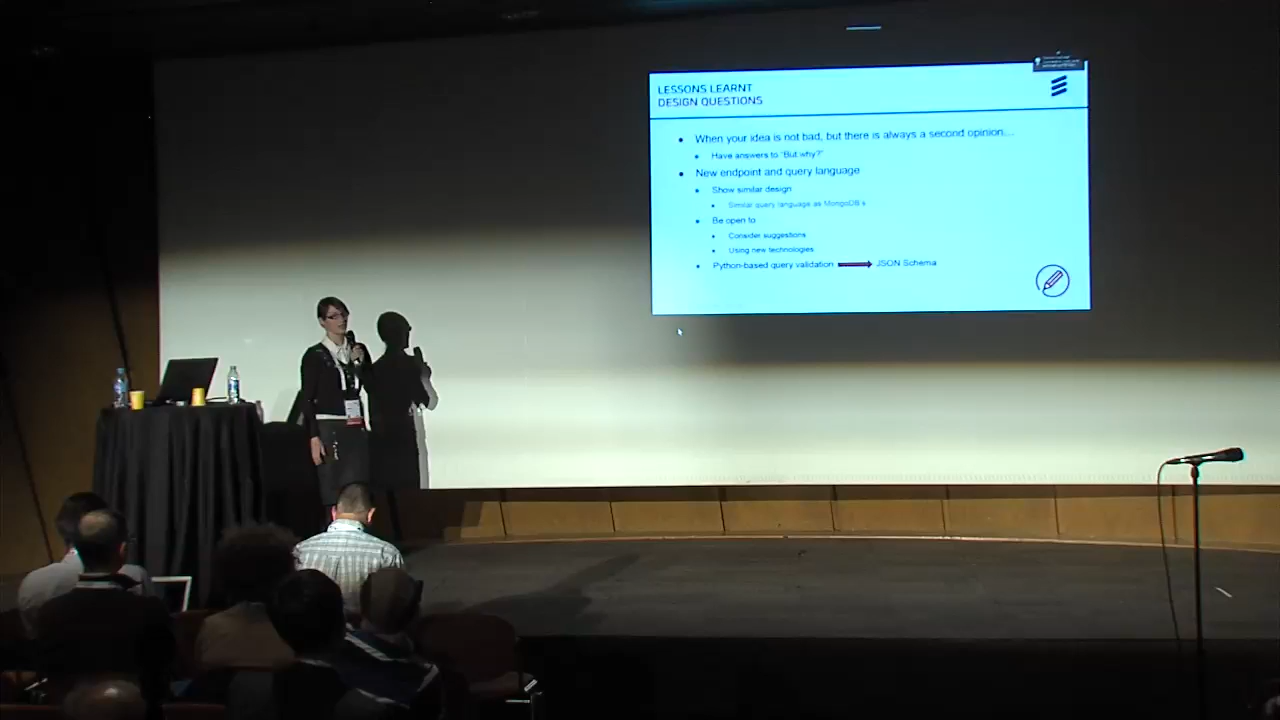 LESSONS LEARNT
DESIGN QUESTIONS
When your idea is not bad, but there is always a second opinion...
Have answers to "But why?"
New endpoint and query language
Show similar design
Similar query language as MongoDB's
Be open to
Consider suggestions
Using new technologies
Python-based query validation JSON Schema